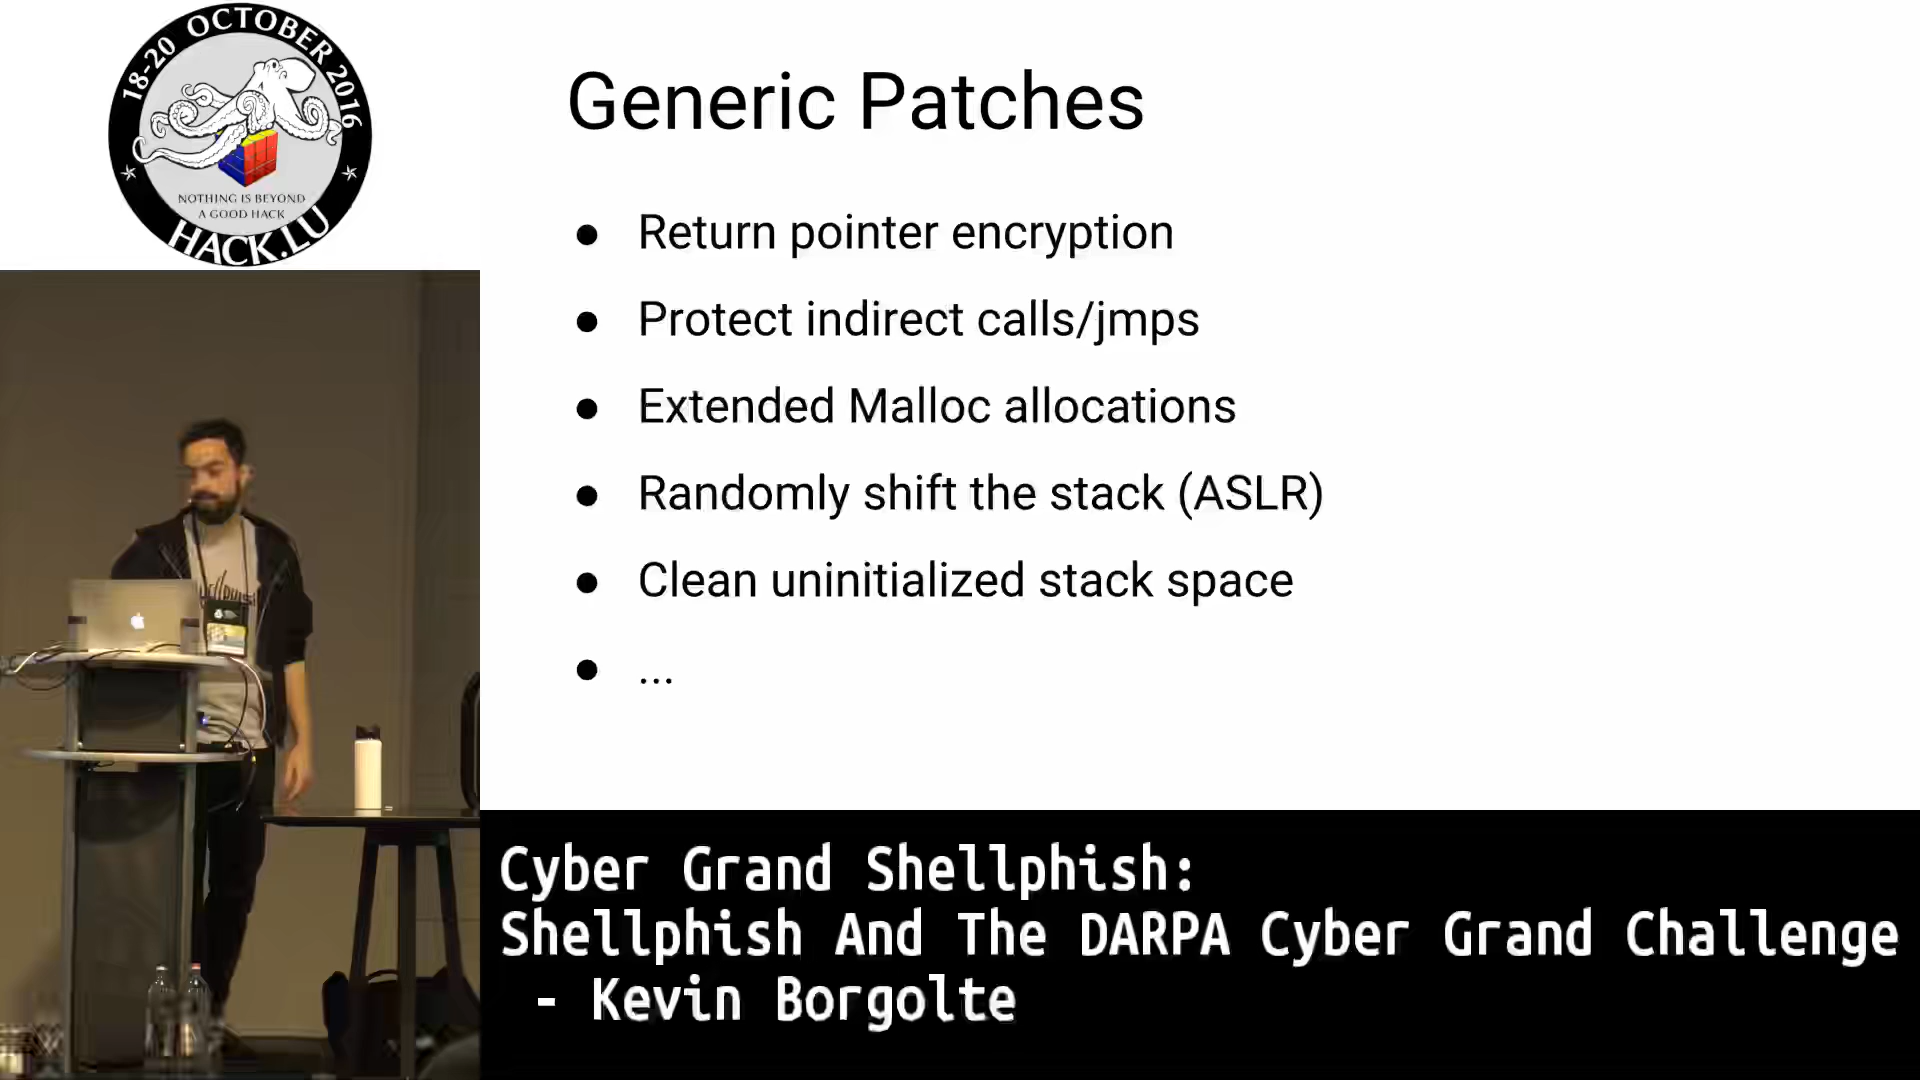 18-20 OCTOBER 2016
NOTHING IS BEYOND
A GOOD HACK
HACK.LU
Generic Patches
● Return pointer encryption
● Protect indirect calls/jmps
● Extended Malloc allocations
● Randomly shift the stack (ASLR)
● Clean uninitialized stack space
● ...
Cyber Grand Shellphish:
Shellphish And The DARPA Cyber Grand Challenge
- Kevin Borgolte